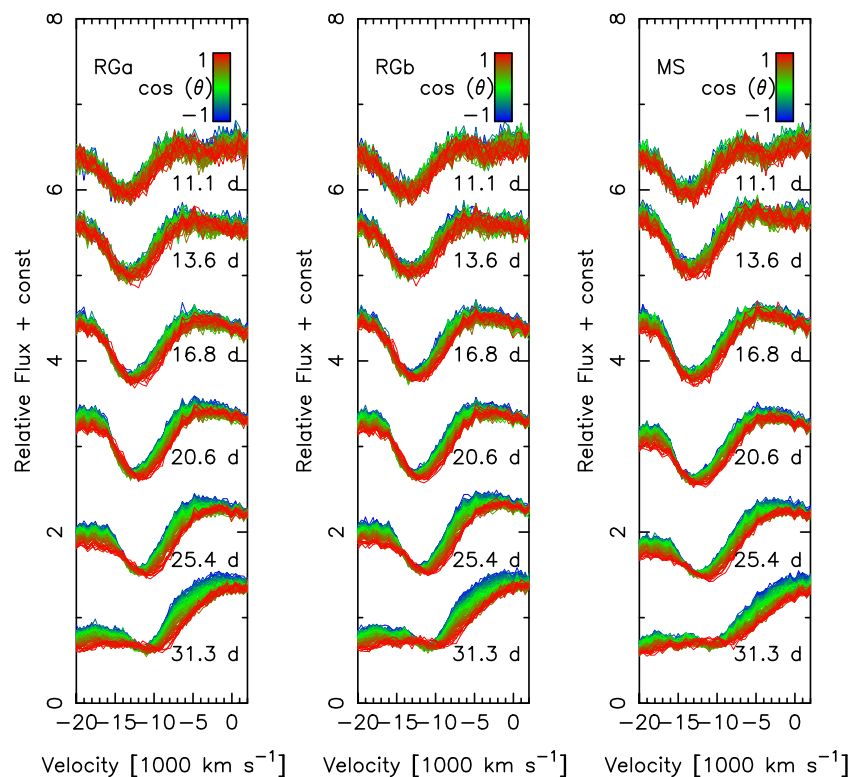 RGa
1
cos (θ)
−1
11.1 d
13.6 d
16.8 d
20.6 d
25.4 d
31.3 d
8
6
4
2
0
Relative Flux + const
−20 −15 −10 −5 0
Velocity [1000 km s−1]
RGb
1
cos (θ)
−1
11.1 d
13.6 d
16.8 d
20.6 d
25.4 d
31.3 d
8
6
4
2
0
Relative Flux + const
−20 −15 −10 −5 0
Velocity [1000 km s−1]
MS
1
cos (θ)
−1
11.1 d
13.6 d
16.8 d
20.6 d
25.4 d
31.3 d
8
6
4
2
0
Relative Flux + const
−20 −15 −10 −5 0
Velocity [1000 km s−1]